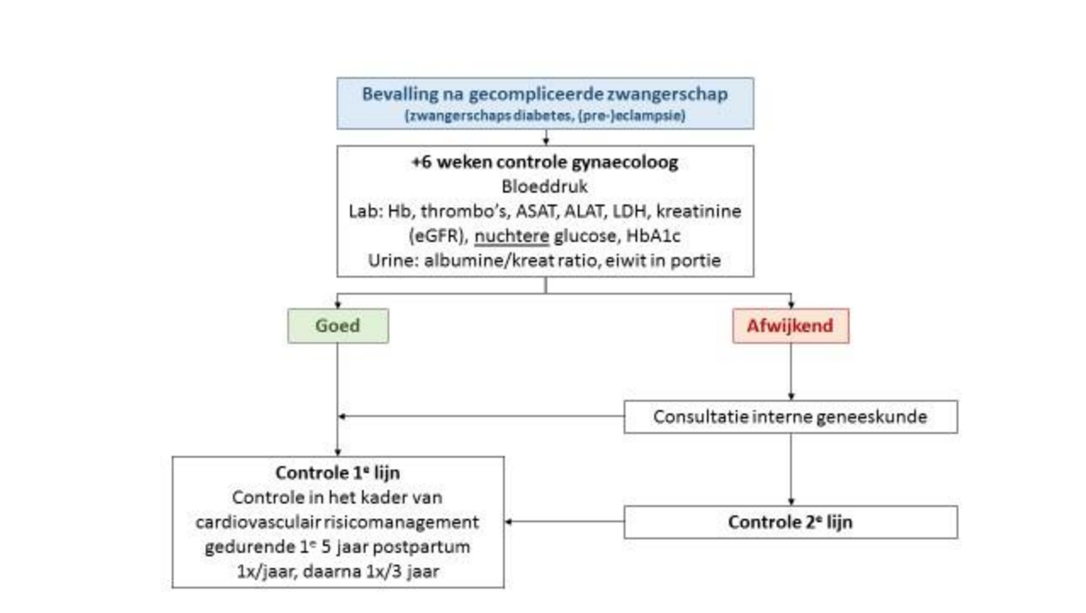 Bevalling na gecompliceerde zwangerschap
(zwangerschaps diabetes, (pre-)eclampsie)
+6 weken controle gynaecoloog
Bloeddruk
Lab: Hb, thrombo's, ASAT, ALAT, LDH, kreatinine
(eGFR), nuchtere glucose, HbA1c
Urine: albumine/kreat ratio, eiwit in portie
Goed
Afwijkend
Consultatie interne geneeskunde
Controle 1e lijn
Controle in het kader van
cardiovasculair risicomanagement
gedurende 1e 5 jaar postpartum
1x/jaar, daarna 1x/3 jaar
Controle 2e lijn